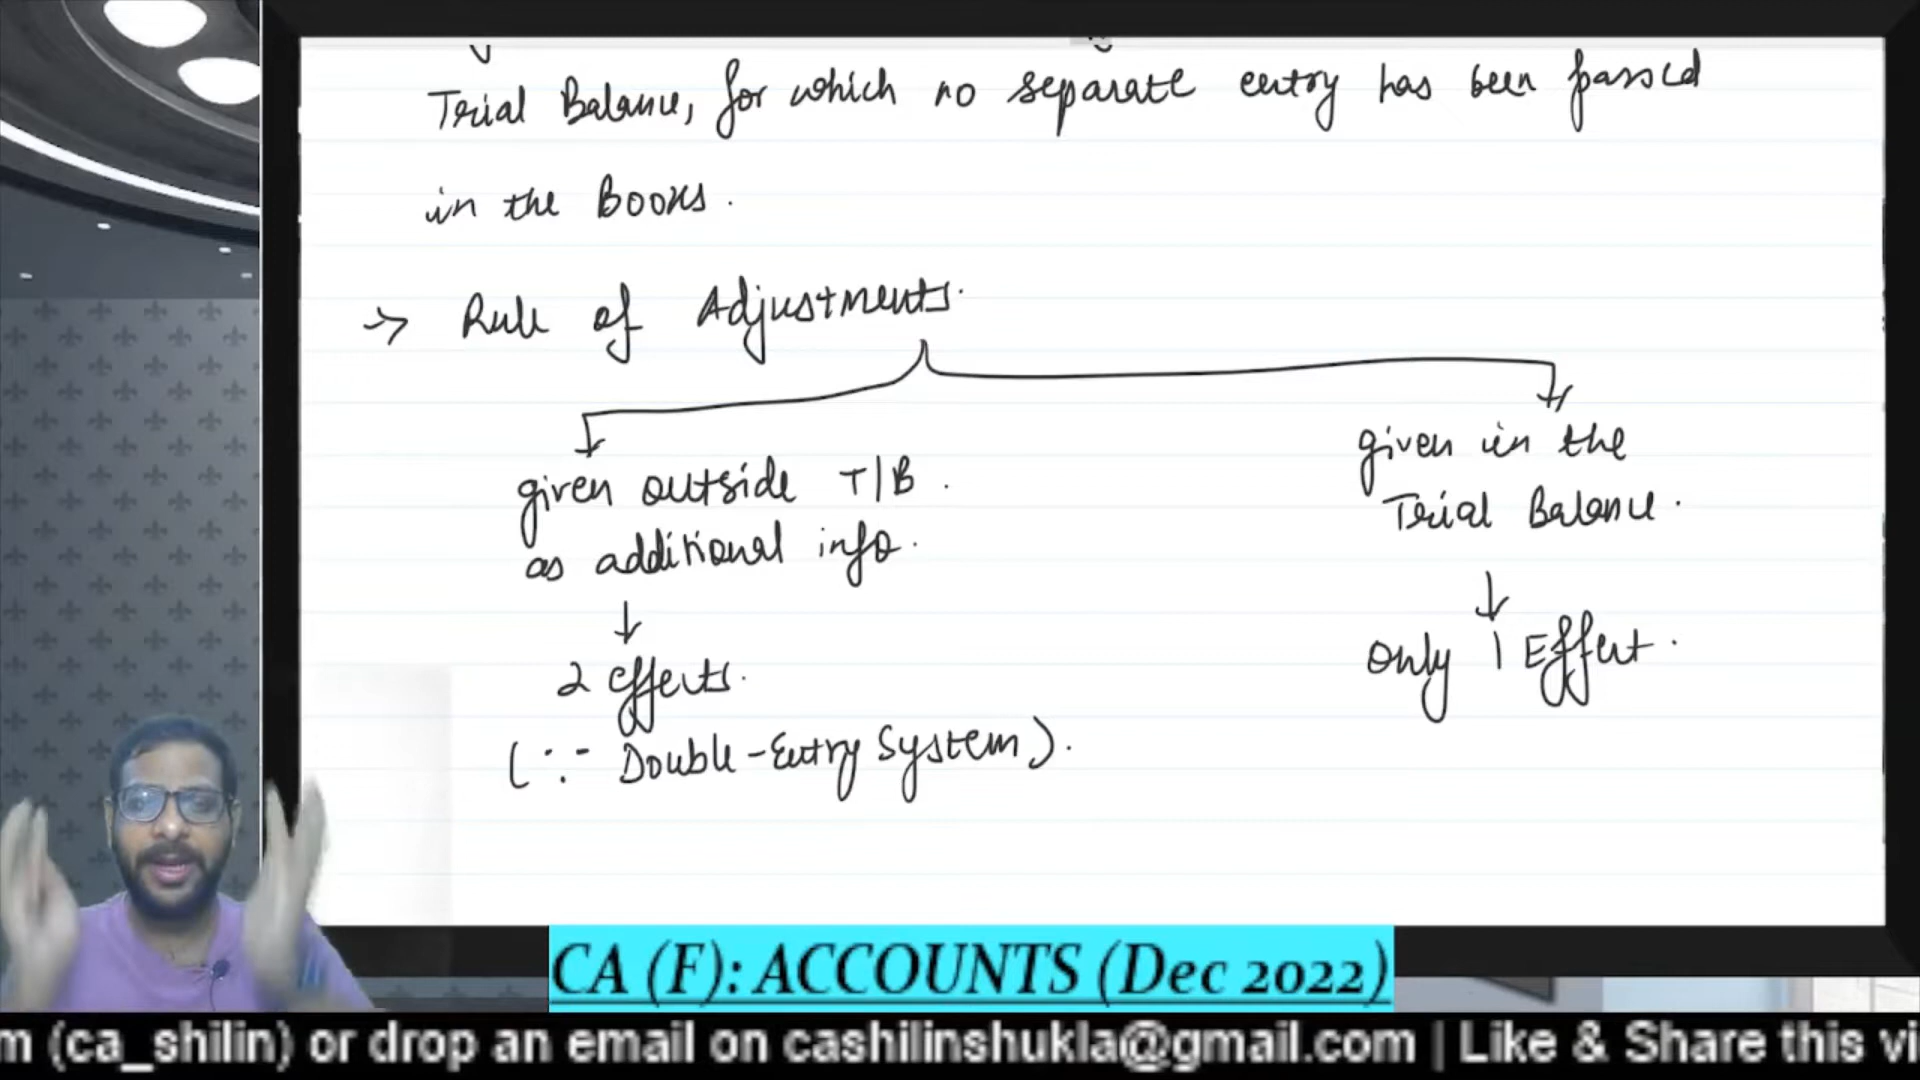 Trial Balance, for which no separate entry has been passed
in the Books.
→ Rule of Adjustments.
given outside T/B.
as additional info.
↓
2 effects.
(∵ Double-Entry System).
given in the
Trial Balance.
↓
Only 1 Effect.
CA (F): ACCOUNTS (Dec 2022)
m (ca_shilin) or drop an email on cashilinshukla@gmail.com | Like & Share this vi